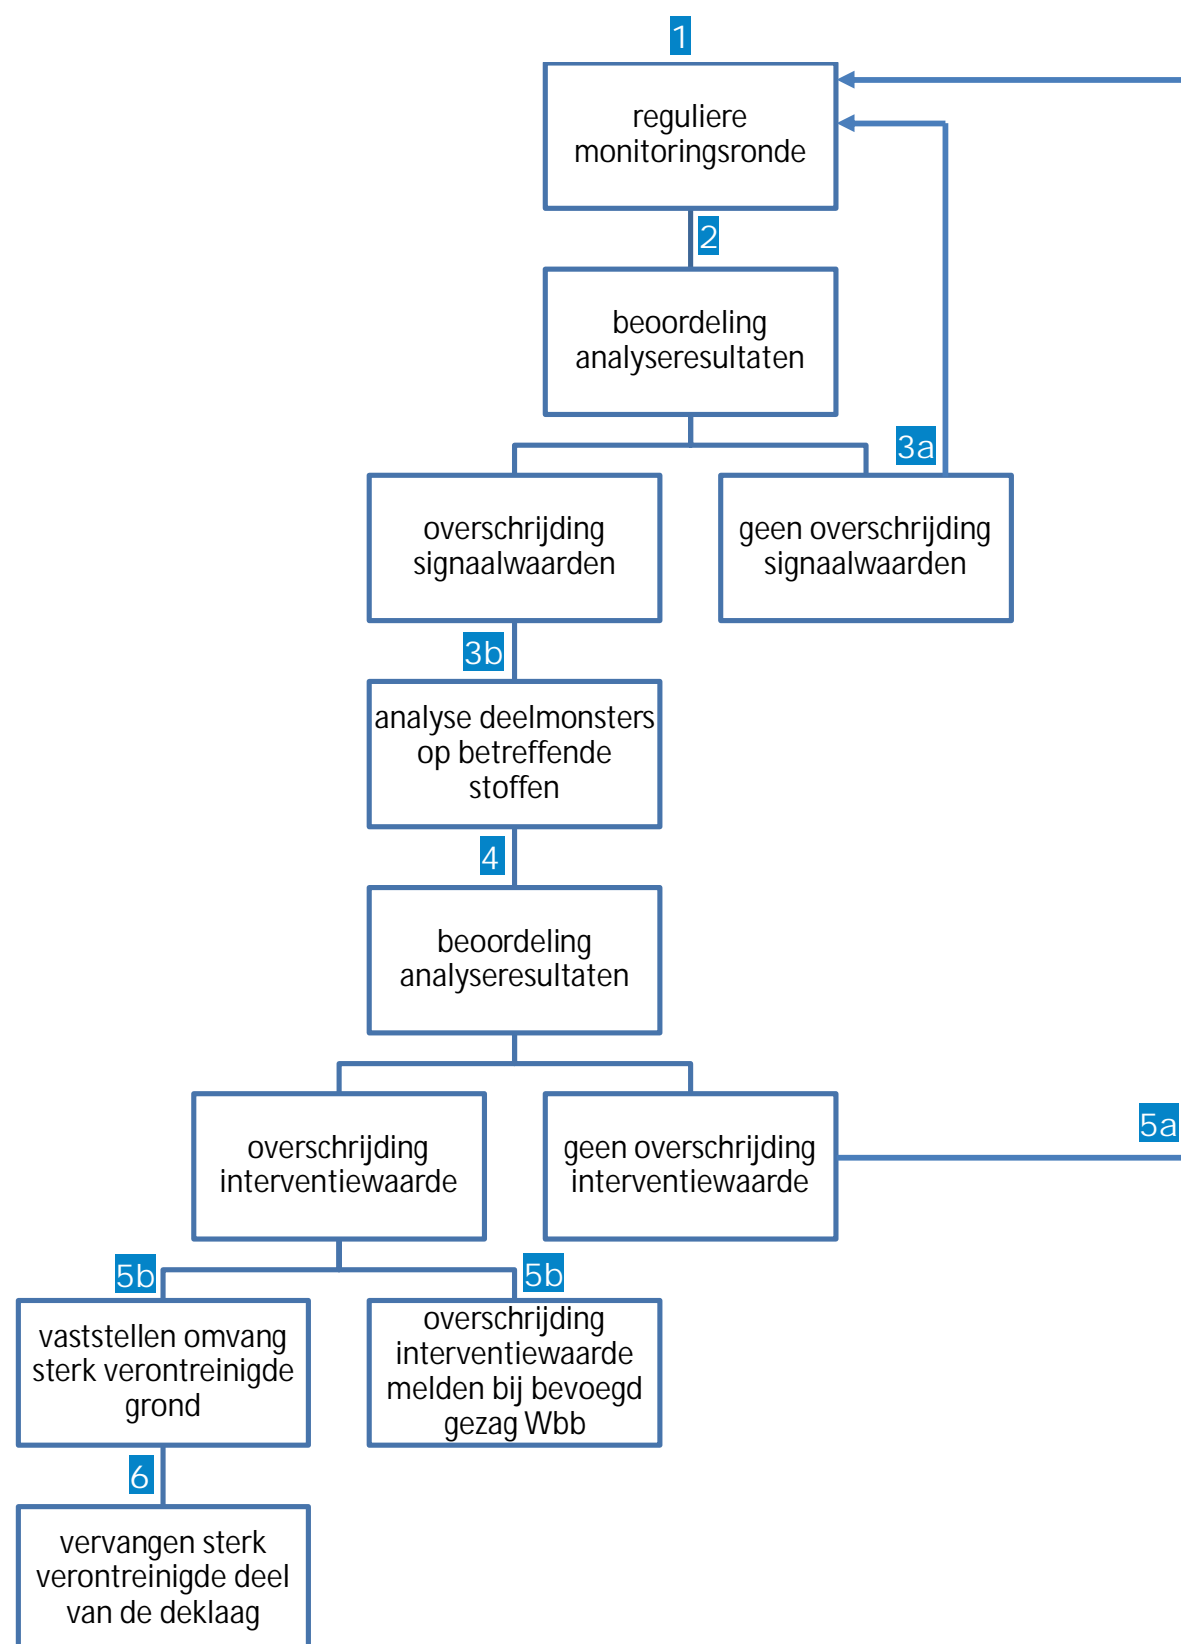 1
reguliere
monitoringsronde
2
beoordeling
analyseresultaten
3a
overschrijding
signaalwaarden
geen overschrijding
signaalwaarden
3b
analyse deelmonsters
op betreffende
stoffen
4
beoordeling
analyseresultaten
overschrijding
interventiewaarde
geen overschrijding
interventiewaarde
5a
5b
5b
vaststellen omvang
sterk verontreinigde
grond
overschrijding
interventiewaarde
melden bij bevoegd
gezag Wbb
6
vervangen sterk
verontreinigde deel
van de deklaag